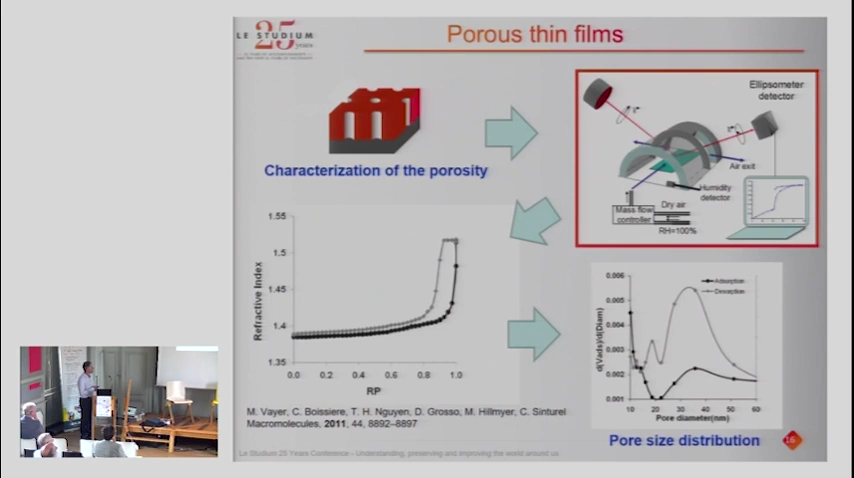 LE STUDIUM
25
years
Porous thin films
Characterization of the porosity
Ellipsometer
detector
Air exit
Humidity
detector
Mass flow
controller
Dry air
RH=100%
1.55
1.5
1.45
1.4
1.35
Refractive Index
0.0 0.2 0.4 0.6 0.8 1.0
RP
0.006
0.005
0.004
0.003
0.002
0.001
d(Vads)/d(Diam)
Adsorption
Desorption
10 20 30 40 50 60
Pore diameter(nm)
M. Vayer, C. Boissiere, T. H. Nguyen, D. Grosso, M. Hillmyer, C. Sinturel
Macromolecules, 2011, 44, 8892–8897
Pore size distribution
16
Le Studium 25 Years Conference - Understanding, preserving and improving the world around us